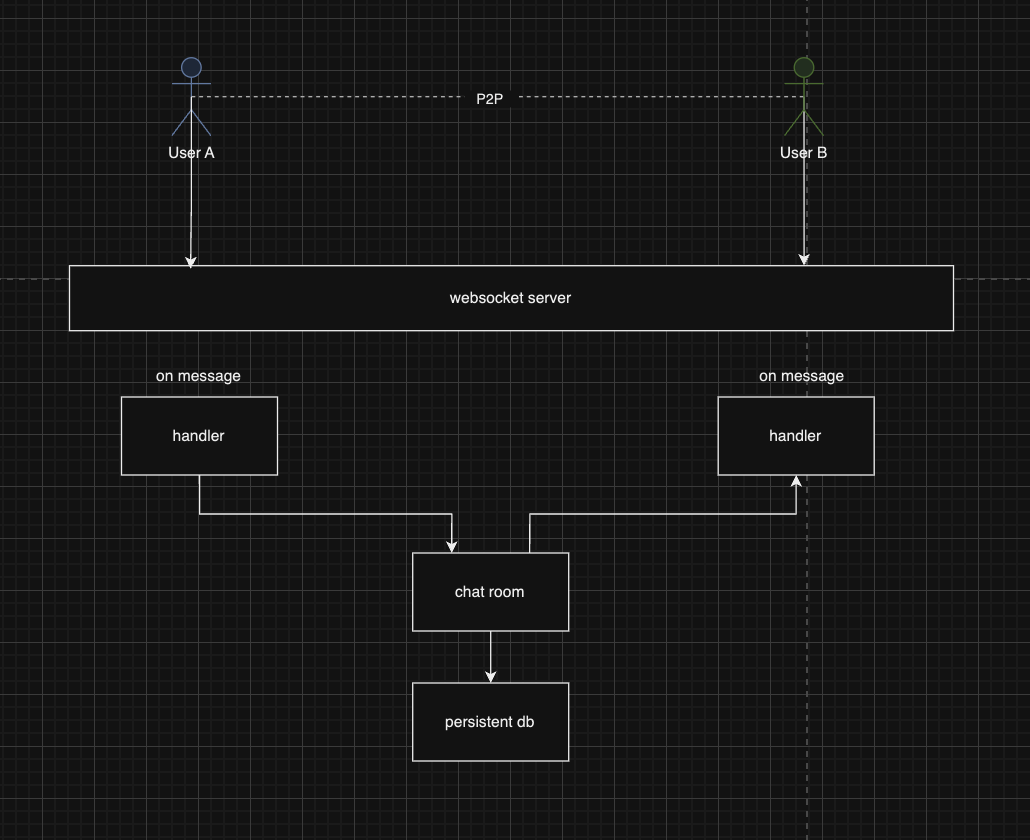 P2P
User A
User B
websocket server
on message
on message
handler
handler
chat room
persistent db